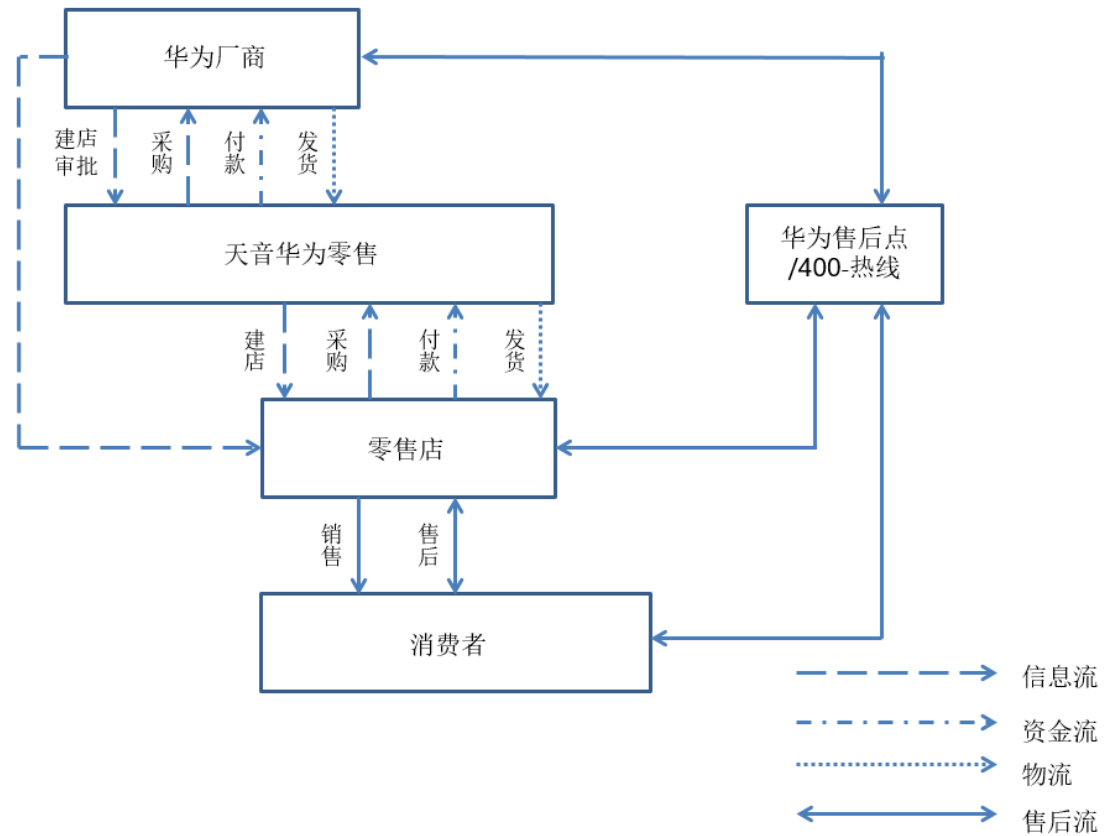 华为厂商
建店
审批
采购
付款
发货
天音华为零售
华为售后点
/400-热线
建店
采购
付款
发货
零售店
销售
售后
消费者
信息流
资金流
物流
售后流